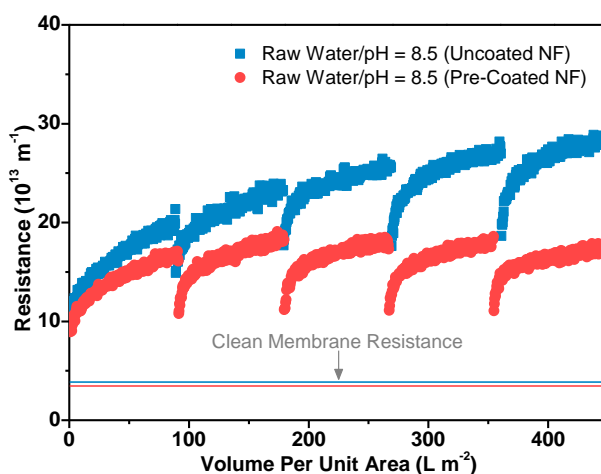 40
Raw Water/pH = 8.5 (Uncoated NF)
Raw Water/pH = 8.5 (Pre-Coated NF)
30
20
10
0
Resistance (10¹³ m⁻¹)
Clean Membrane Resistance
0 100 200 300 400
Volume Per Unit Area (L m⁻²)